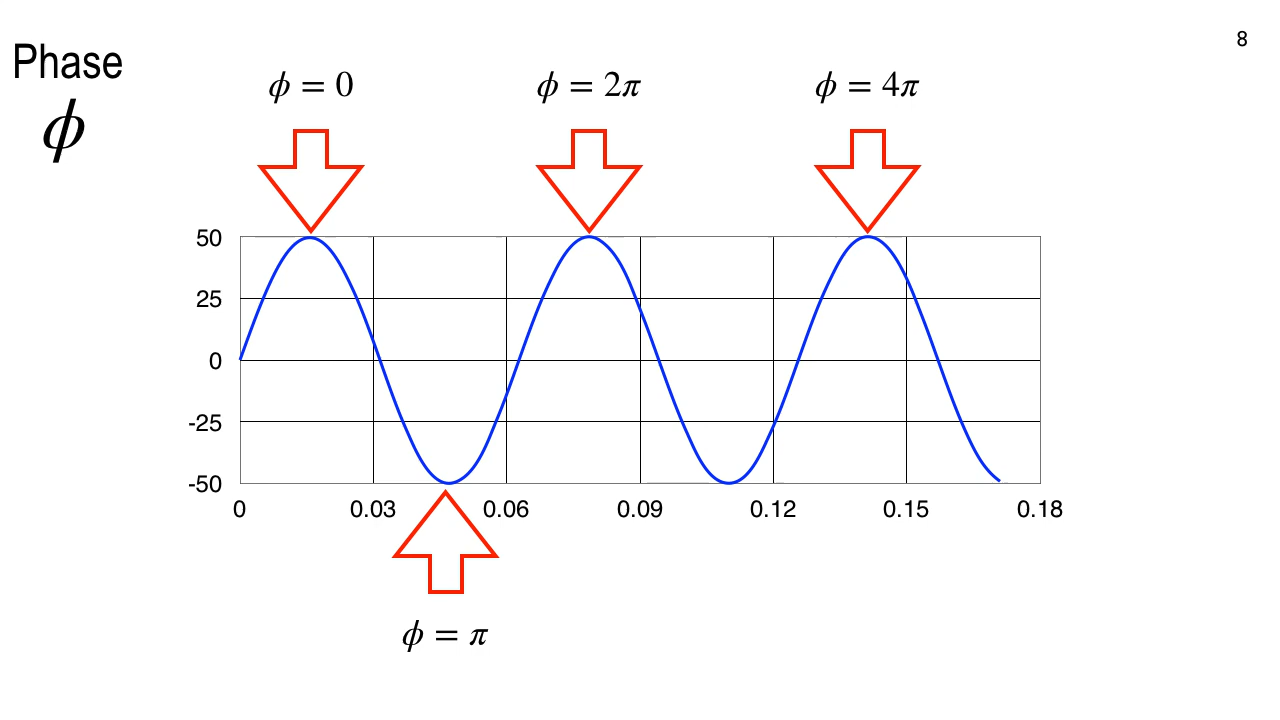 8
Phase
ϕ
ϕ = 0
ϕ = 2π
ϕ = 4π
50
25
0
-25
-50
0 0.03 0.06 0.09 0.12 0.15 0.18
ϕ = π